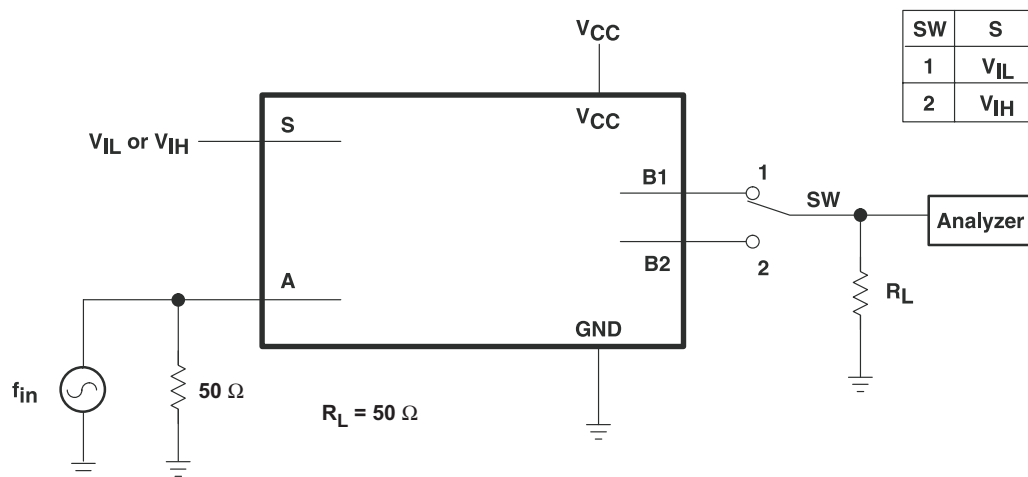 VCC
SW S
1 VIL
2 VIH
VCC
S
VIL or VIH
B1
1
SW
Analyzer
B2
2
A
RL
GND
fin
50 Ω
RL = 50 Ω